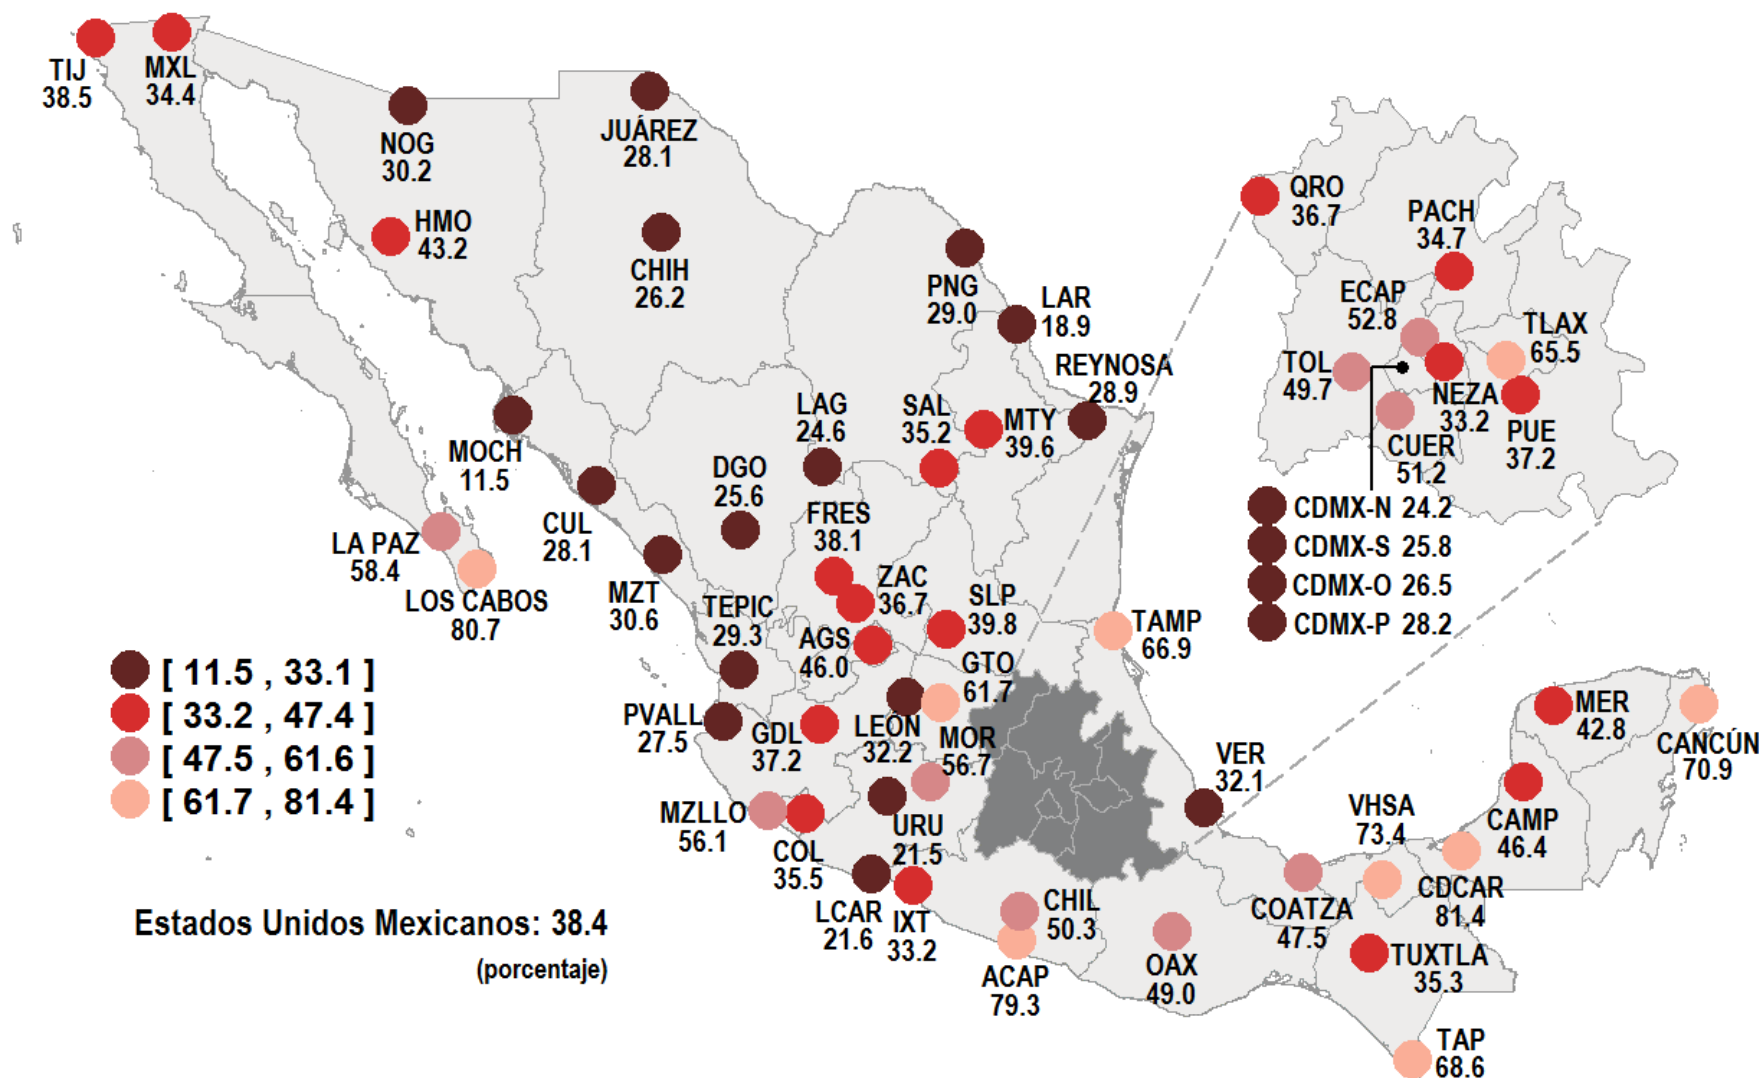 TIJ
38.5
MXL
34.4
NOG
30.2
JUÁREZ
28.1
HMO
43.2
CHIH
26.2
PNG
29.0
LAR
18.9
REYNOSA
28.9
MOCH
11.5
LAG
24.6
SAL
35.2
MTY
39.6
DGO
25.6
CUL
28.1
FRES
38.1
LA PAZ
58.4
LOS CABOS
80.7
MZT
30.6
TEPIC
29.3
ZAC
36.7
SLP
39.8
AGS
46.0
TAMP
66.9
GTO
61.7
PVALL
27.5
GDL
37.2
LEÓN
32.2
MOR
56.7
VER
32.1
MZLLO
56.1
COL
35.5
URU
21.5
LCAR
21.6
IXT
33.2
CHIL
50.3
ACAP
79.3
OAX
49.0
COATZA
47.5
VHSA
73.4
CDCAR
81.4
CAMP
46.4
MER
42.8
CANCÚN
70.9
TUXTLA
35.3
TAP
68.6
QRO
36.7
PACH
34.7
ECAP
52.8
TLAX
65.5
TOL
49.7
NEZA
33.2
CUER
51.2
PUE
37.2
CDMX-N 24.2
CDMX-S 25.8
CDMX-O 26.5
CDMX-P 28.2
[ 11.5 , 33.1 ]
[ 33.2 , 47.4 ]
[ 47.5 , 61.6 ]
[ 61.7 , 81.4 ]
Estados Unidos Mexicanos: 38.4
(porcentaje)